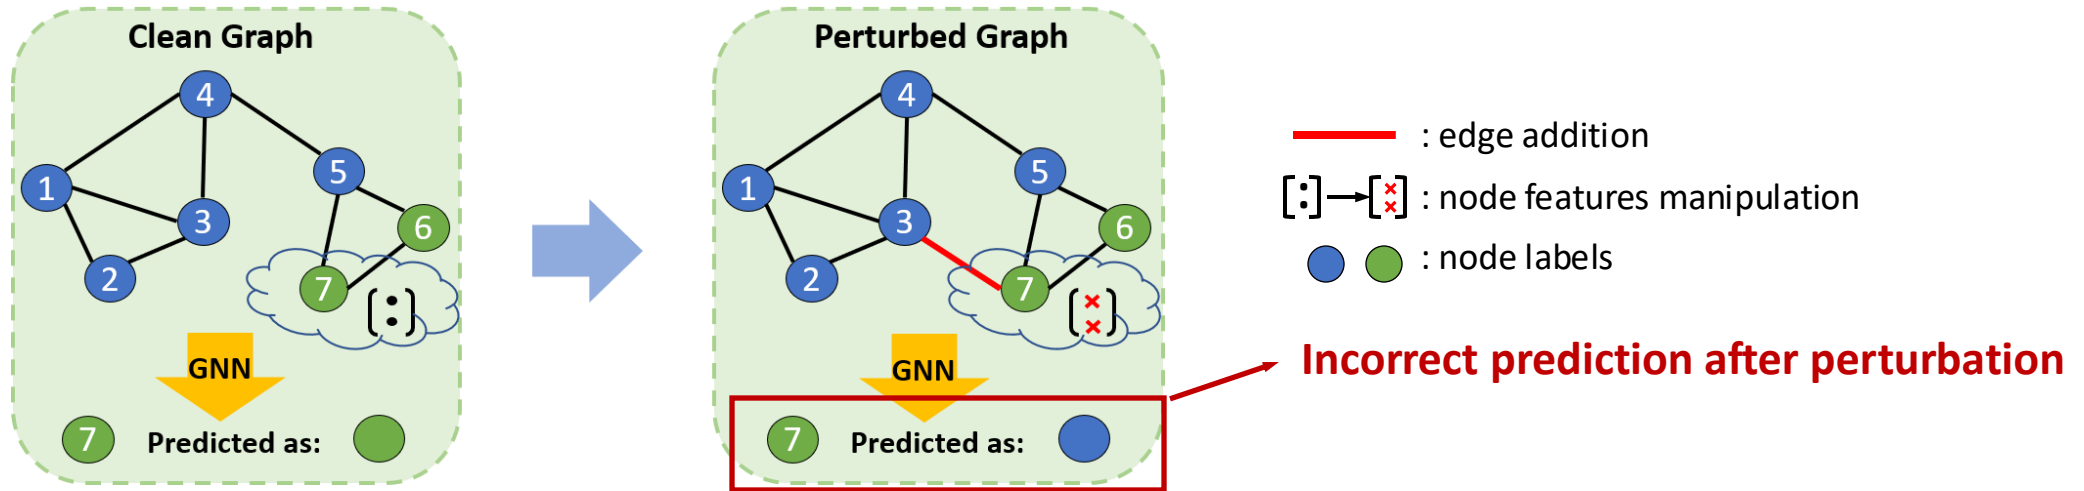 Clean Graph
4
1
5
3
6
2
7
[:]
GNN
7 Predicted as:
Perturbed Graph
4
1
5
3
6
2
7
[××]
GNN
7 Predicted as:
: edge addition
[:]→[××] : node features manipulation
: node labels
Incorrect prediction after perturbation